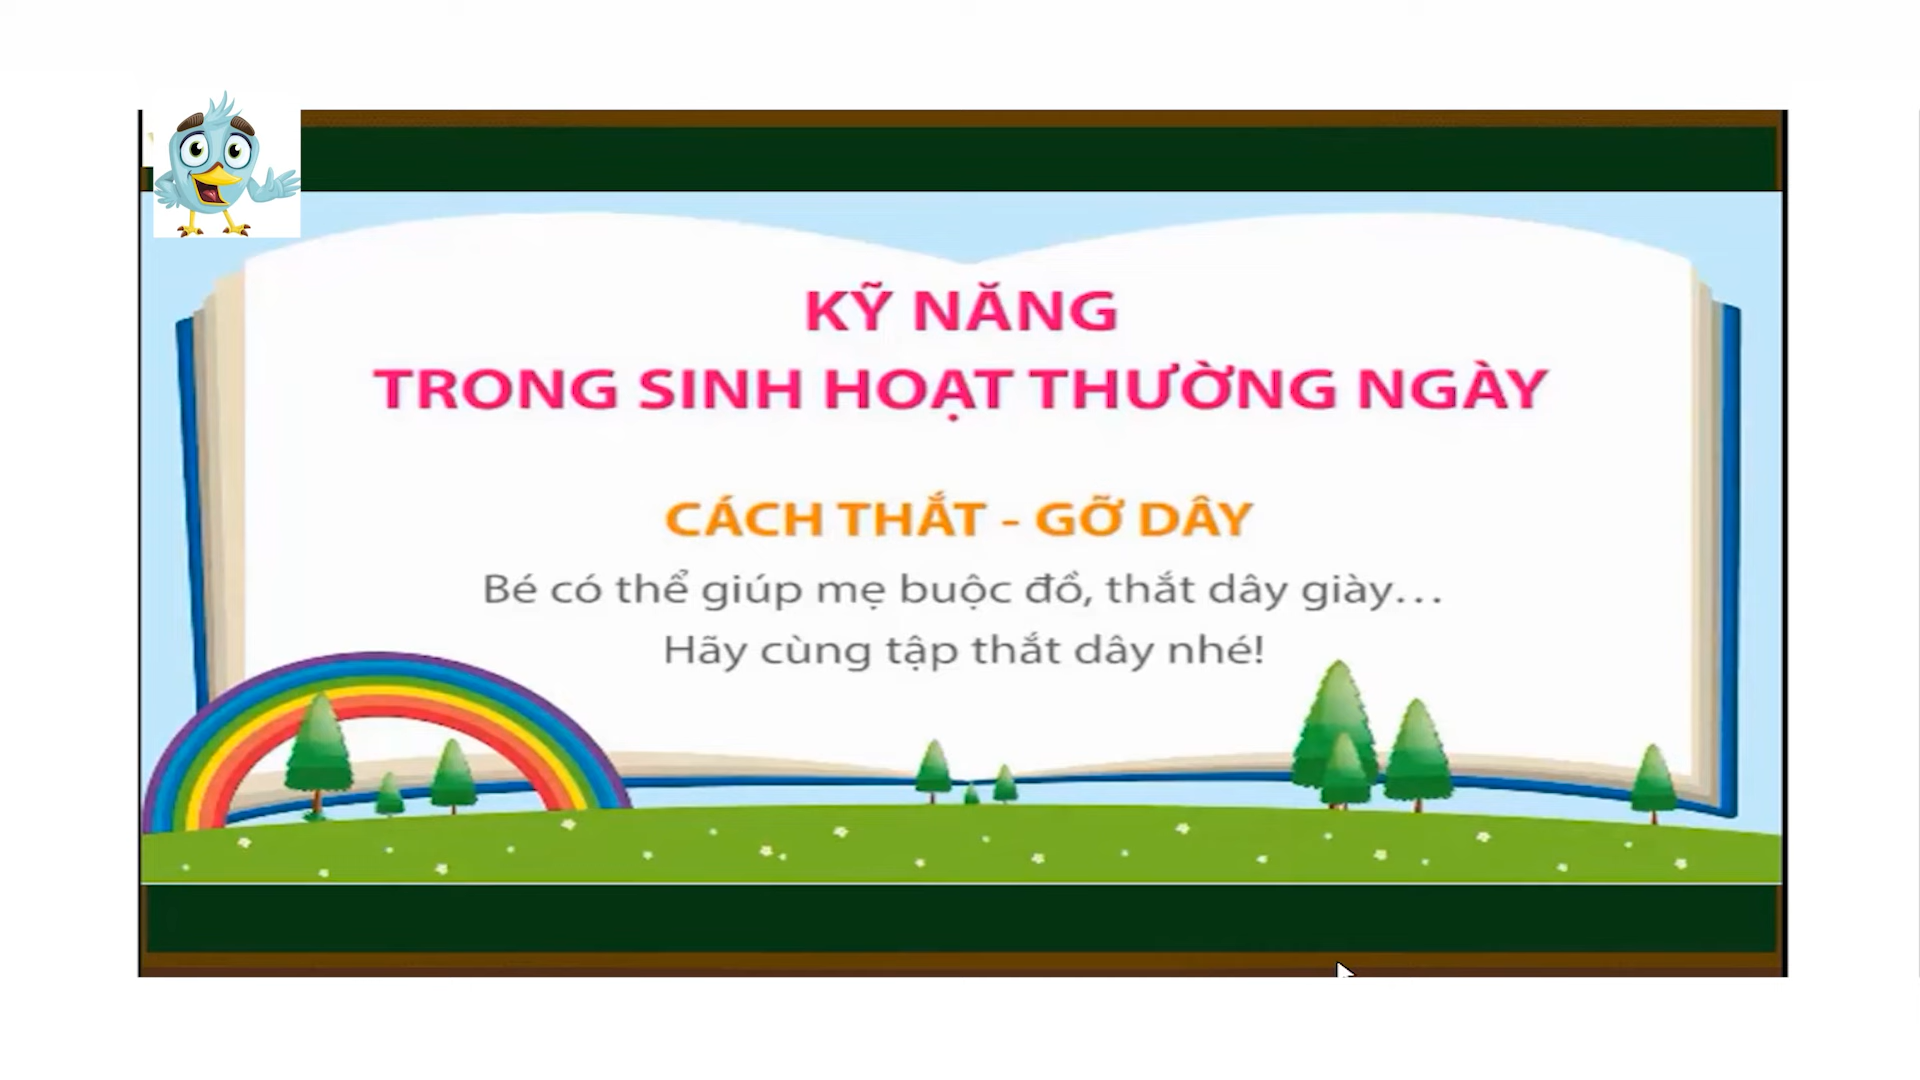 KỸ NĂNG
TRONG SINH HOẠT THƯỜNG NGÀY
CÁCH THẮT - GỠ DÂY
Bé có thể giúp mẹ buộc đồ, thắt dây giày...
Hãy cùng tập thắt dây nhé!